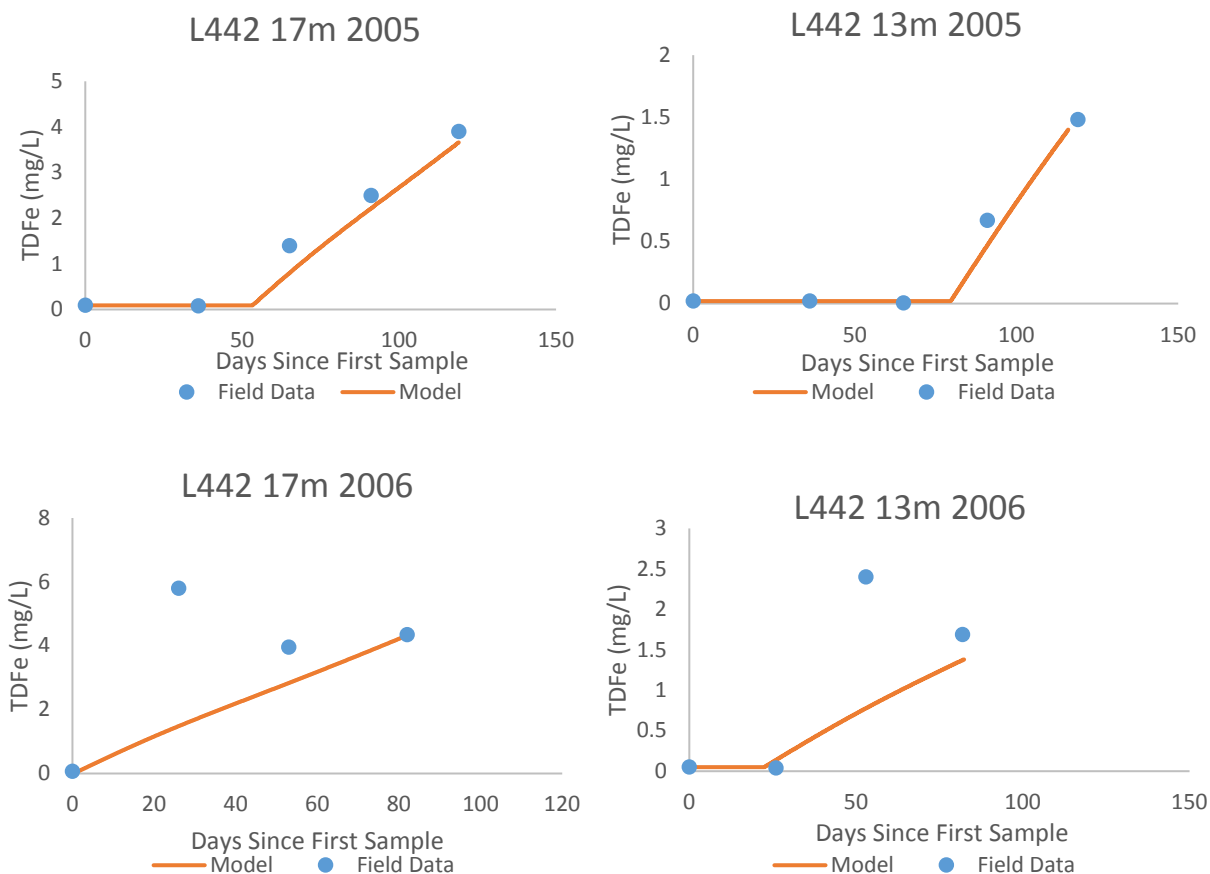 L442 17m 2005
5
4
3
2
1
0
TDFe (mg/L)
0 50 100 150
Days Since First Sample
Field Data Model
L442 13m 2005
2
1.5
1
0.5
0
TDFe (mg/L)
0 50 100 150
Days Since First Sample
Model Field Data
L442 17m 2006
8
6
4
2
0
TDFe (mg/L)
0 20 40 60 80 100 120
Days Since First Sample
Model Field Data
L442 13m 2006
3
2.5
2
1.5
1
0.5
0
TDFe (mg/L)
0 50 100 150
Days Since First Sample
Model Field Data